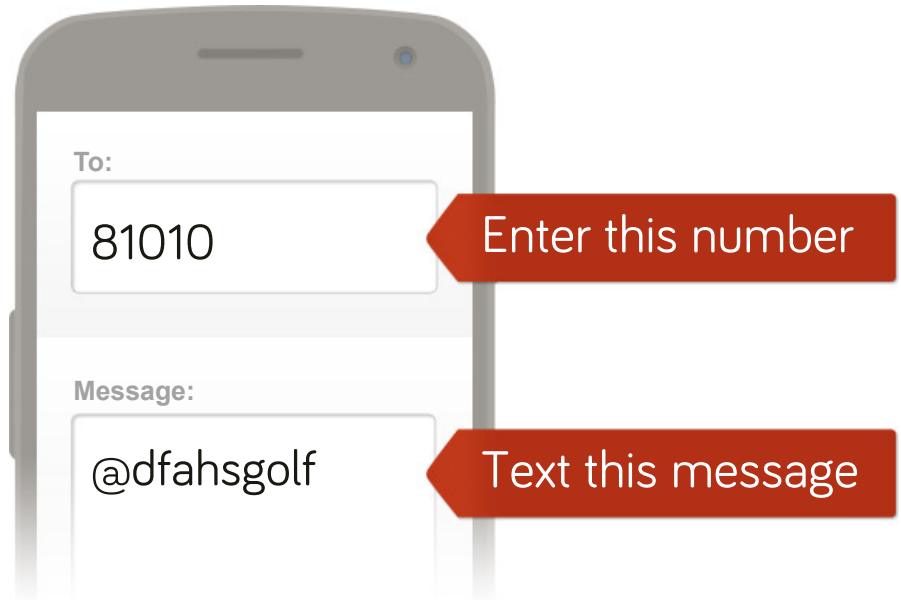 To:
81010
Enter this number
Message:
@dfahsgolf
Text this message